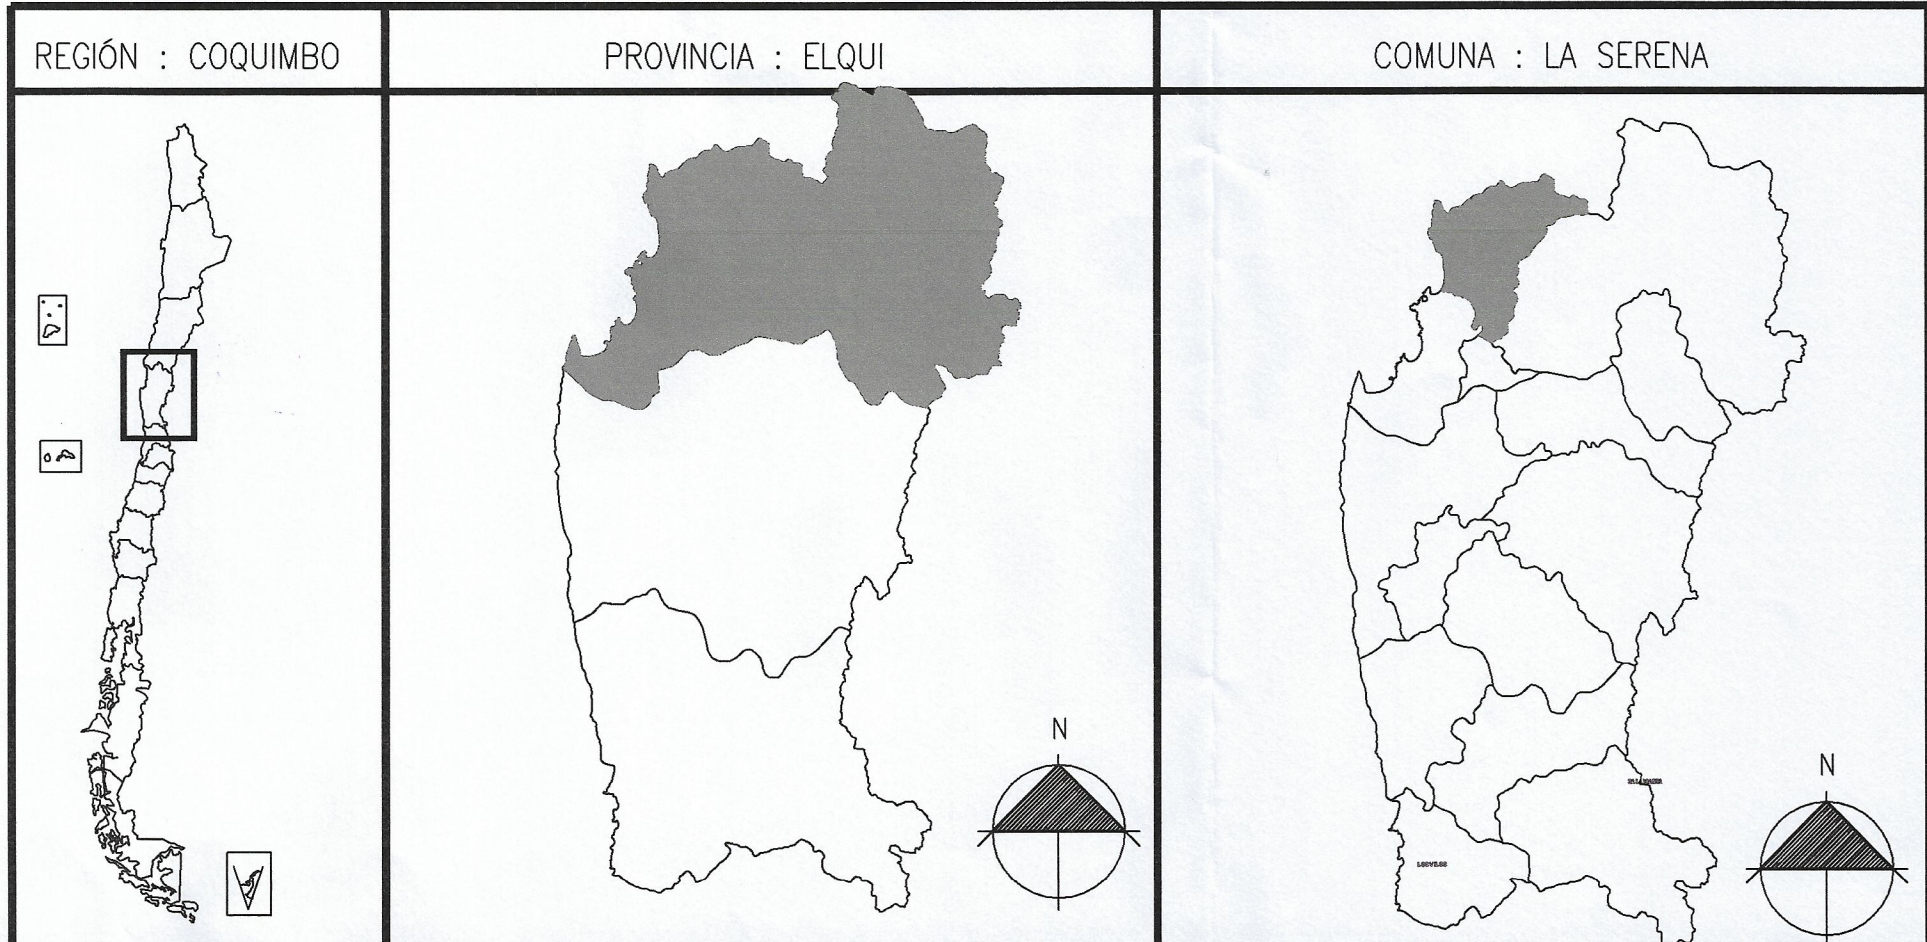 REGIÓN : COQUIMBO
PROVINCIA : ELQUI
COMUNA : LA SERENA
N
N